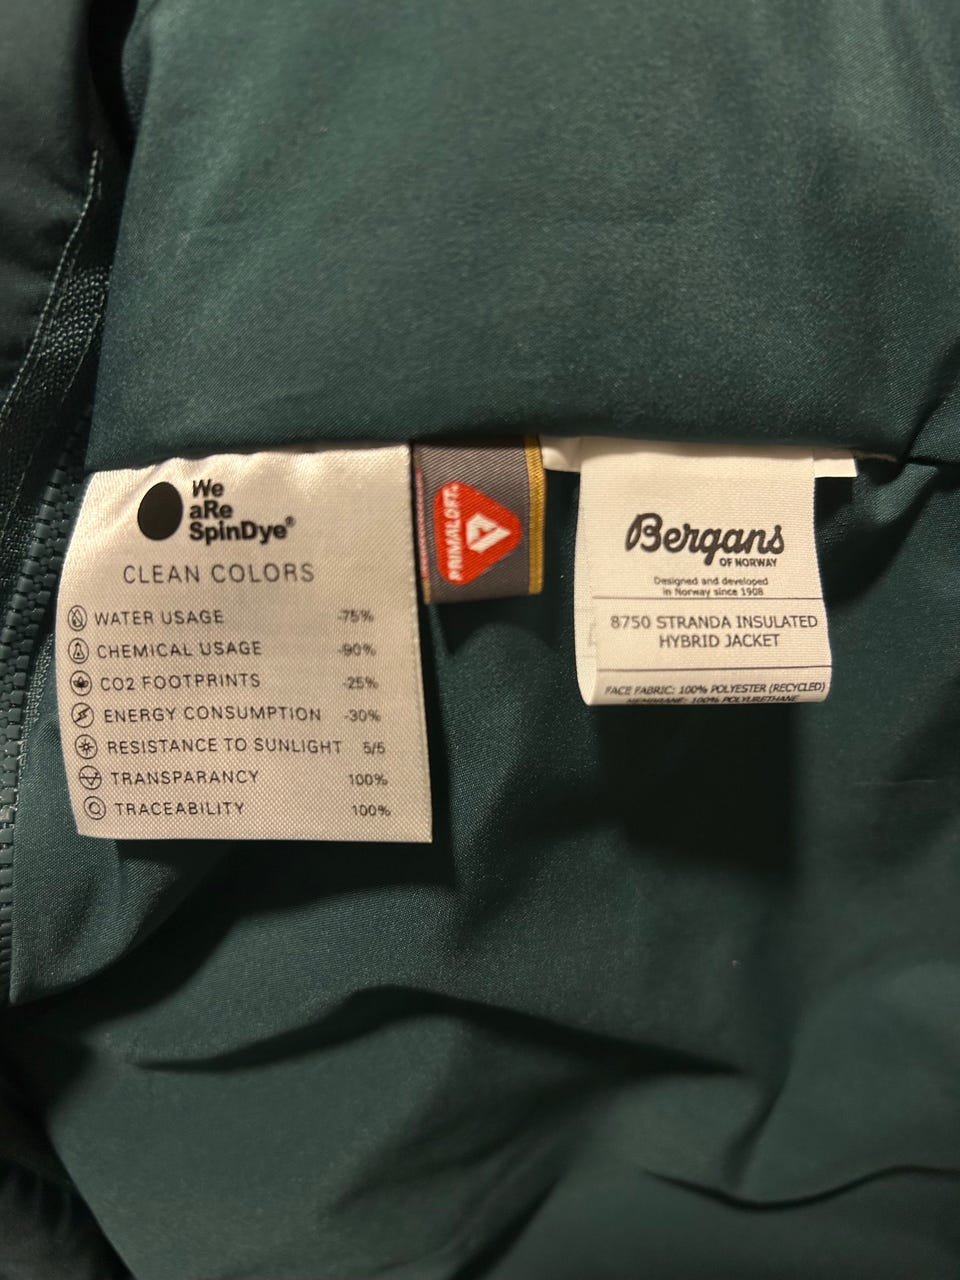 We
aRe
SpinDye®
CLEAN COLORS
WATER USAGE -75%
CHEMICAL USAGE -90%
CO2 FOOTPRINTS -25%
ENERGY CONSUMPTION -30%
RESISTANCE TO SUNLIGHT 5/5
TRANSPARANCY 100%
TRACEABILITY 100%
PRIMALOFT®
Bergans
OF NORWAY
Designed and developed
in Norway since 1908
8750 STRANDA INSULATED
HYBRID JACKET
FACE FABRIC: 100% POLYESTER (RECYCLED)
MEMBRANE: 100% POLYURETHANE